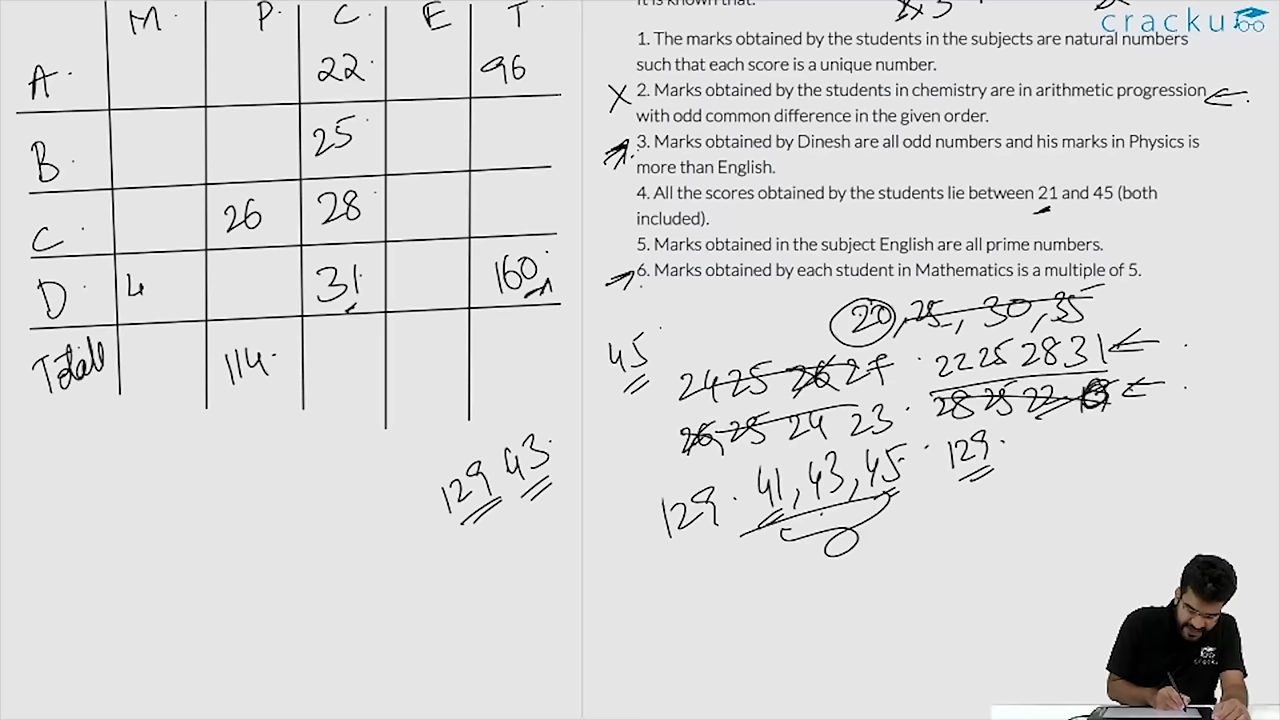 M. P. C. E T.
A. 22. 96
B 25
C. 26 28
D. 4 31 160
Total 114.
129 43.
cracku
It is known that:
1. The marks obtained by the students in the subjects are natural numbers
such that each score is a unique number.
2. Marks obtained by the students in chemistry are in arithmetic progression
with odd common difference in the given order.
3. Marks obtained by Dinesh are all odd numbers and his marks in Physics is
more than English.
4. All the scores obtained by the students lie between 21 and 45 (both
included).
5. Marks obtained in the subject English are all prime numbers.
6. Marks obtained by each student in Mathematics is a multiple of 5.
20, 25, 30, 35
45
24 25 26 27 . 22 25 28 31
26, 25 24 23 . 28 25 22
129. 41, 43, 45. 129.